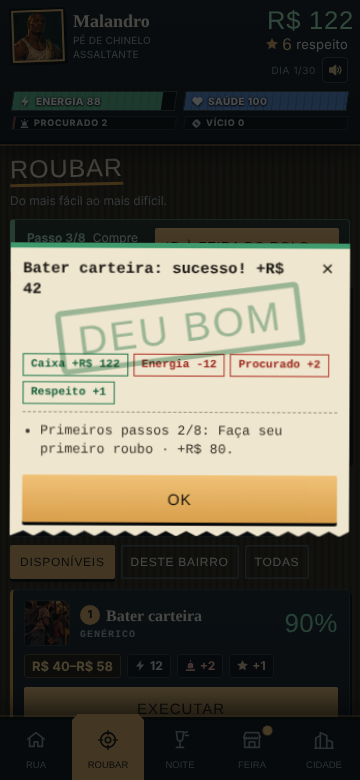 Malandro
PÉ DE CHINELO
ASSALTANTE
R$ 122
6 respeito
DIA 1/30
ENERGIA 88
SAÚDE 100
PROCURADO 2
VÍCIO 0
ROUBAR
Do mais fácil ao mais difícil.
Passo 3/8 Compre
Bater carteira: sucesso! +R$
42
×
DEU BOM
Caixa +R$ 122
Energia -12
Procurado +2
Respeito +1
• Primeiros passos 2/8: Faça seu
primeiro roubo · +R$ 80.
OK
DISPONÍVEIS
DESTE BAIRRO
TODAS
1 Bater carteira
GENÉRICO
90%
R$ 40–R$ 58
12
+2
+1
EXECUTAR
RUA
ROUBAR
NOITE
FEIRA
CIDADE